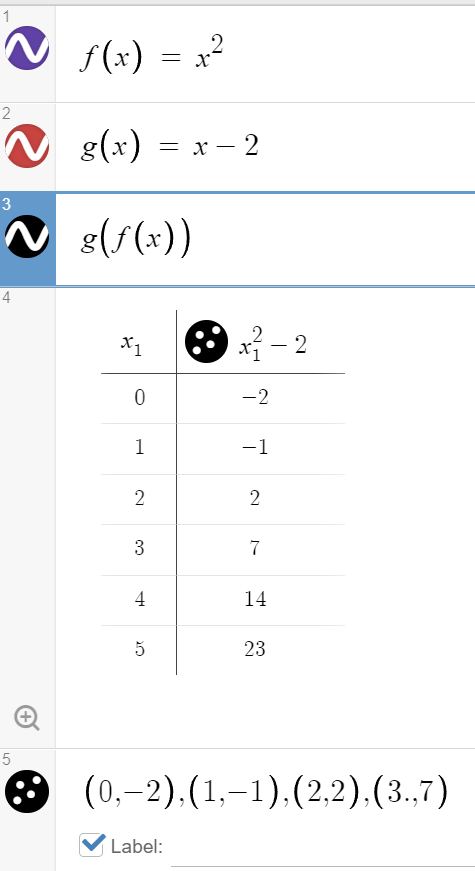 1
f(x) = x²
2
g(x) = x − 2
3
g(f(x))
4
x₁ x₁² − 2
0 −2
1 −1
2 2
3 7
4 14
5 23
5
(0,−2),(1,−1),(2,2),(3.,7)
Label: